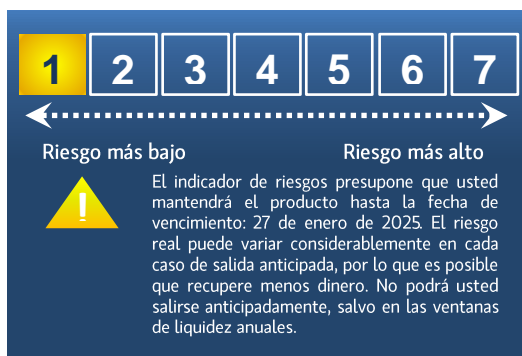 1 2 3 4 5 6 7
Riesgo más bajo Riesgo más alto
!
El indicador de riesgos presupone que usted
mantendrá el producto hasta la fecha de
vencimiento: 27 de enero de 2025. El riesgo
real puede variar considerablemente en cada
caso de salida anticipada, por lo que es posible
que recupere menos dinero. No podrá usted
salirse anticipadamente, salvo en las ventanas
de liquidez anuales.